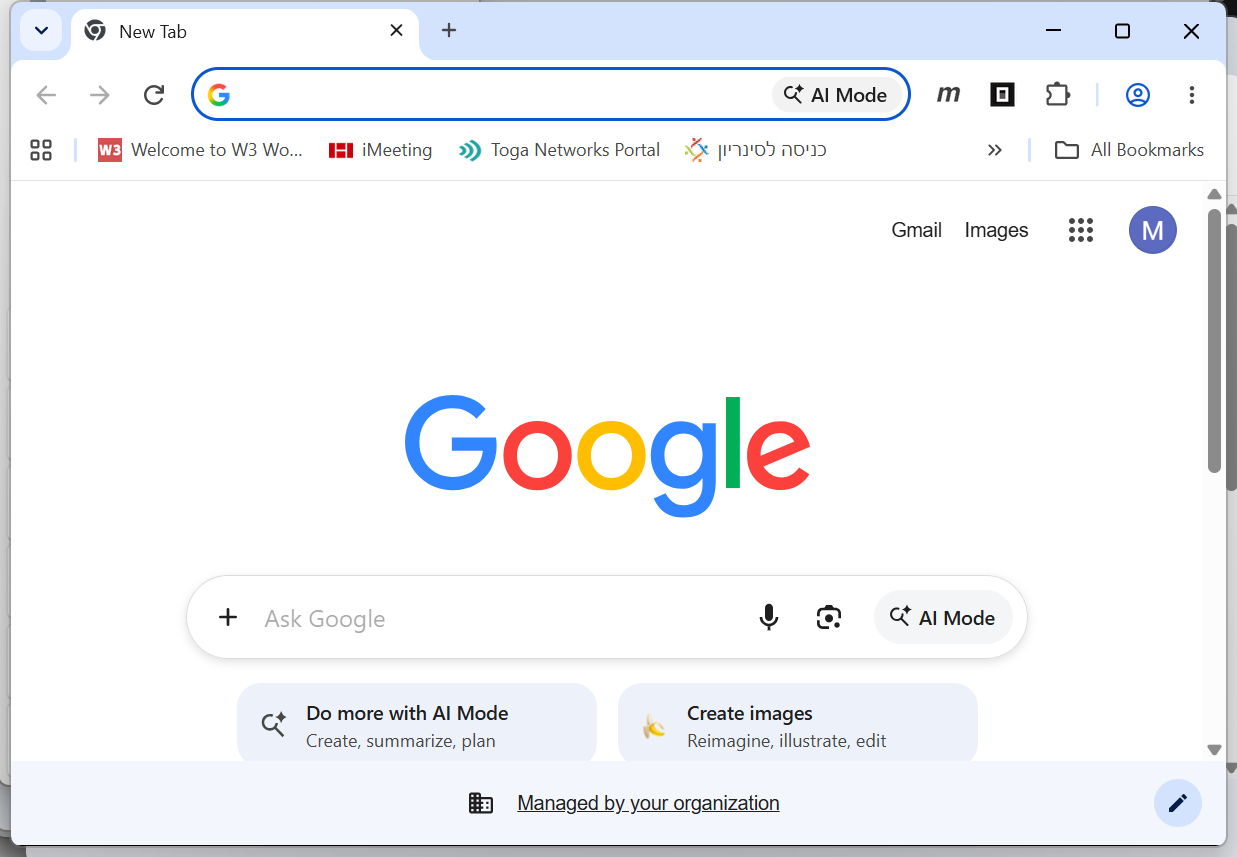 New Tab
AI Mode
m
W3 Welcome to W3 Wo... iMeeting Toga Networks Portal כניסה לסינריון » All Bookmarks
Gmail Images M
Google
Ask Google AI Mode
Do more with AI Mode
Create, summarize, plan
Create images
Reimagine, illustrate, edit
Managed by your organization